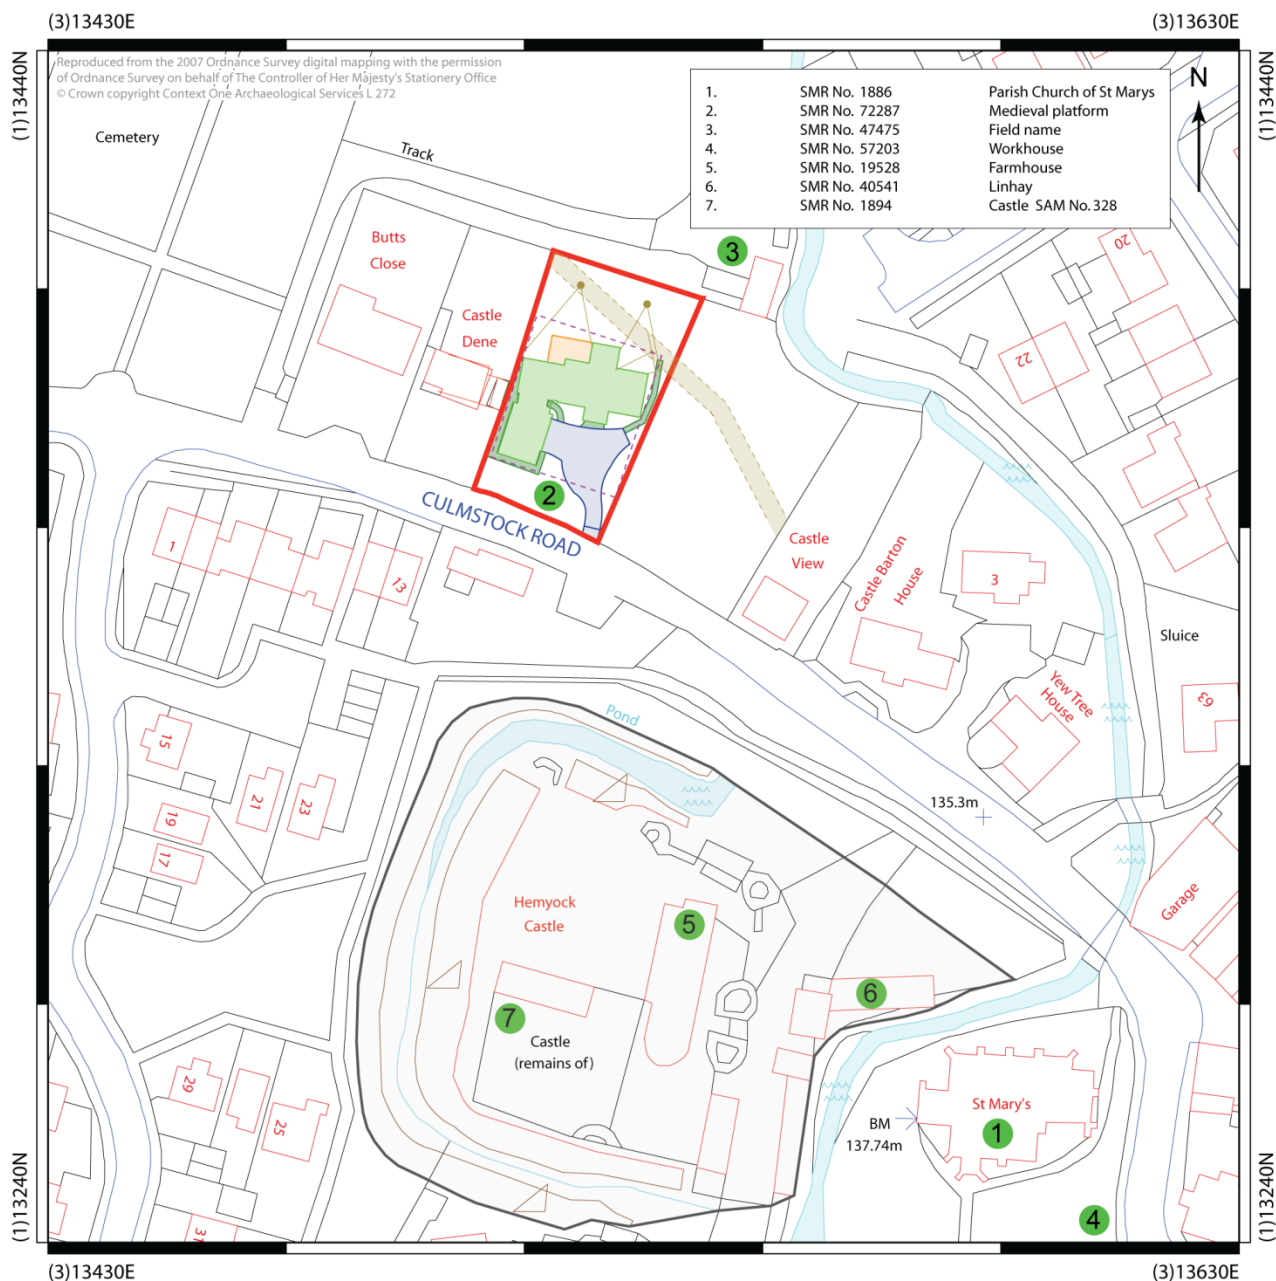 (3)13430E
(3)13630E
(1)13440N
(1)13440N
Reproduced from the 2007 Ordnance Survey digital mapping with the permission
of Ordnance Survey on behalf of The Controller of Her Majesty's Stationery Office
© Crown copyright Context One Archaeological Services L 272
1. SMR No. 1886 Parish Church of St Marys
2. SMR No. 72287 Medieval platform
3. SMR No. 47475 Field name
4. SMR No. 57203 Workhouse
5. SMR No. 19528 Farmhouse
6. SMR No. 40541 Linhay
7. SMR No. 1894 Castle SAM No. 328
N
Cemetery
Track
Butts
Close
Castle
Dene
3
20
22
2
CULMSTOCK ROAD
1
13
Castle
View
Castle Barton
House
3
Sluice
Yew Tree
House
63
Pond
15
21
23
19
17
135.3m
Garage
Hemyock
Castle
5
6
7
Castle
(remains of)
29
25
31
St Mary's
1
BM
137.74m
4
(1)13240N
(1)13240N
(3)13430E
(3)13630E